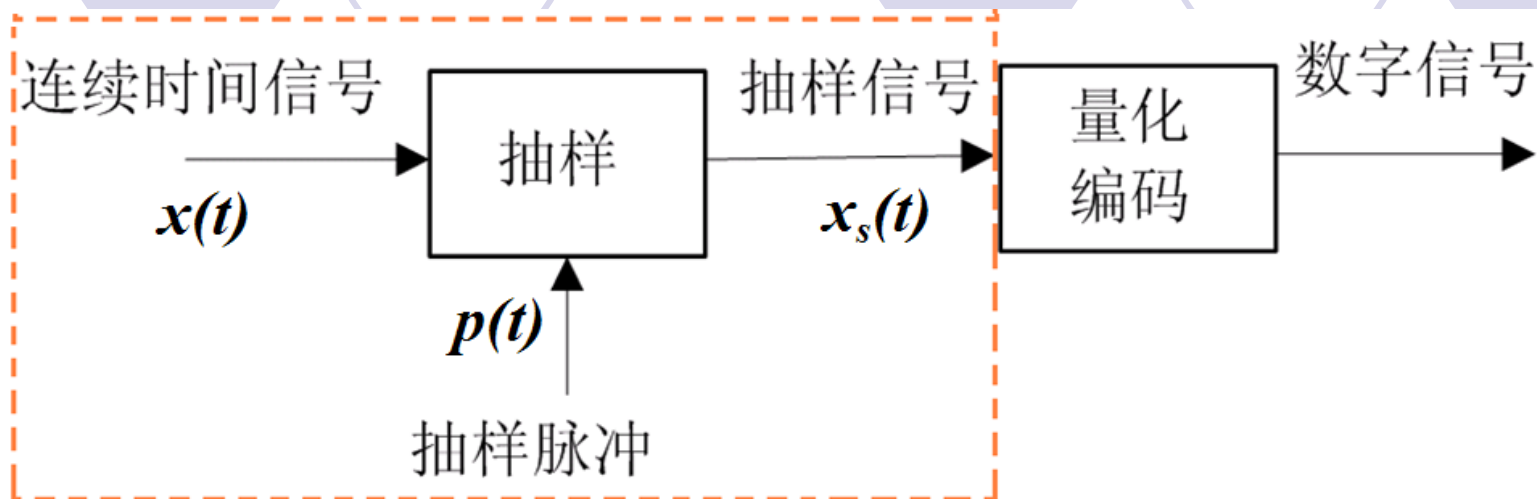 连续时间信号
抽样
抽样信号
量化
编码
数字信号
x(t)
xs(t)
p(t)
抽样脉冲